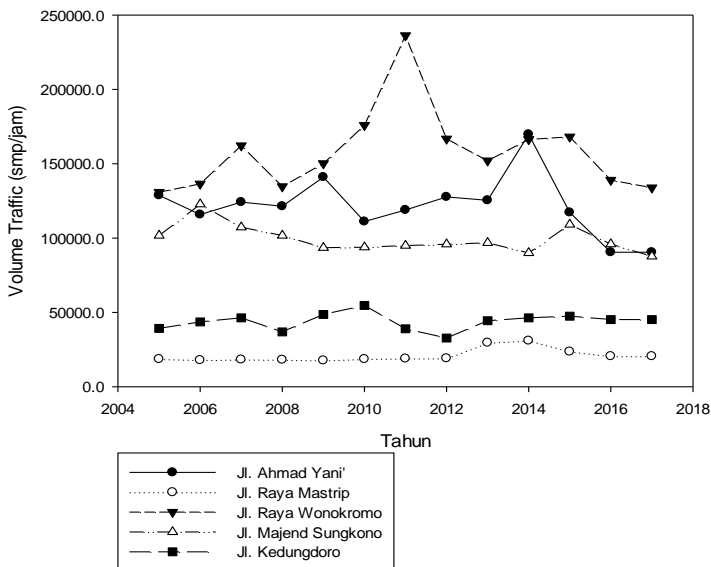 250000.0
200000.0
150000.0
100000.0
50000.0
0.0
Volume Traffic (smp/jam)
2004 2006 2008 2010 2012 2014 2016 2018
Tahun
Jl. Ahmad Yani'
Jl. Raya Mastrip
Jl. Raya Wonokromo
Jl. Majend Sungkono
Jl. Kedungdoro